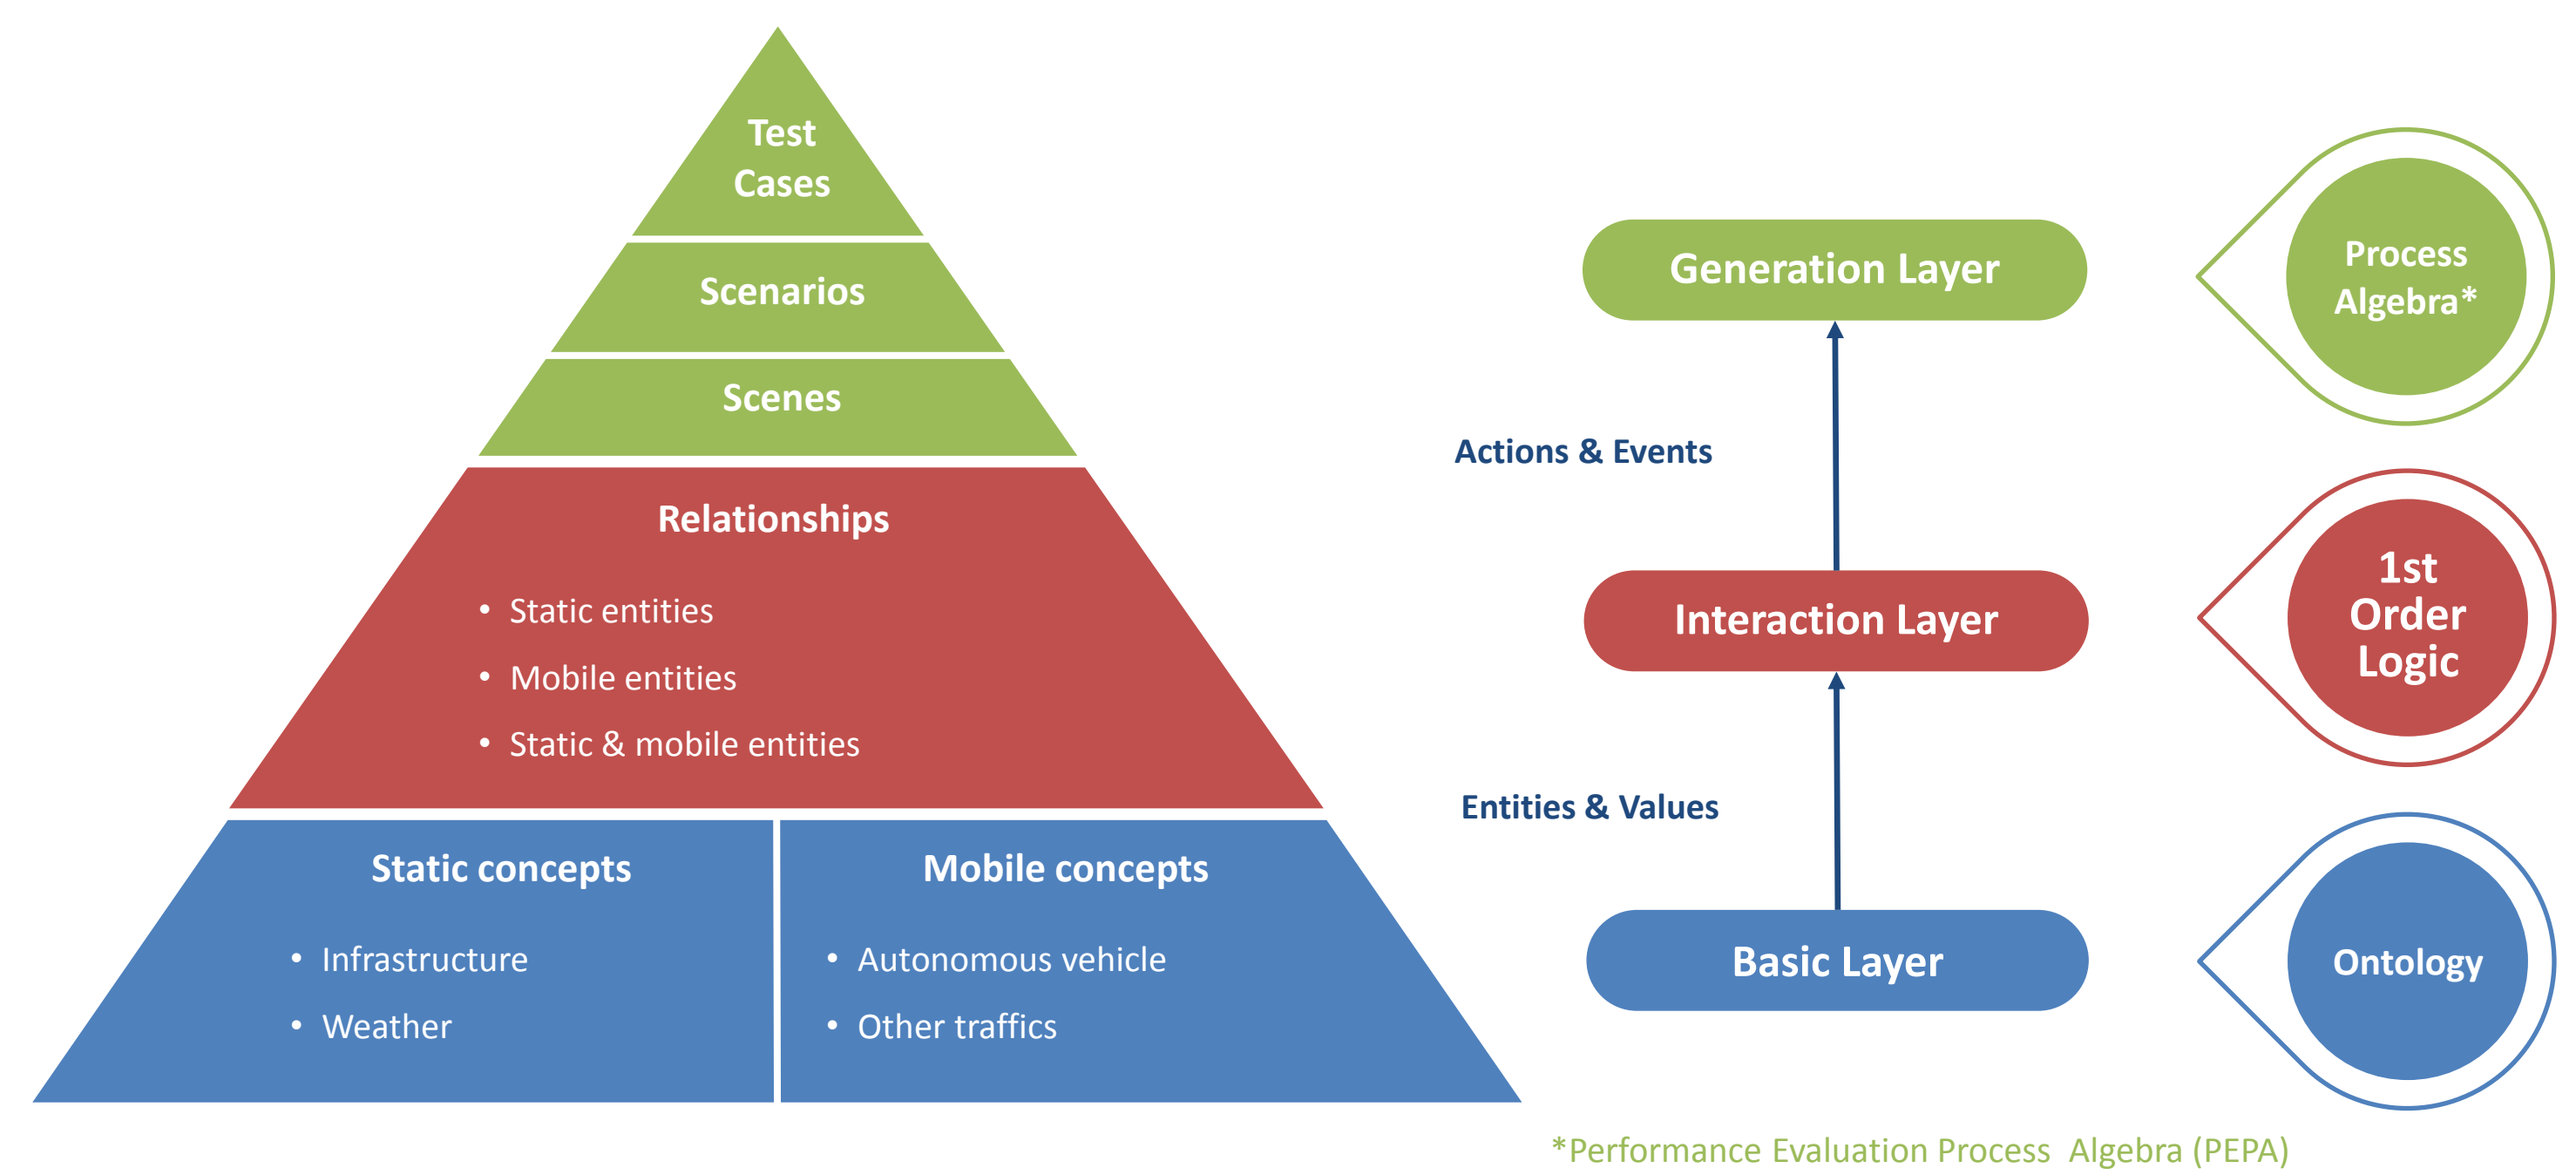 Test
Cases
Scenarios
Scenes
Relationships
• Static entities
• Mobile entities
• Static & mobile entities
Static concepts
• Infrastructure
• Weather
Mobile concepts
• Autonomous vehicle
• Other traffics
Generation Layer
Actions & Events
Interaction Layer
Entities & Values
Basic Layer
Process
Algebra*
1st
Order
Logic
Ontology
*Performance Evaluation Process  Algebra (PEPA)